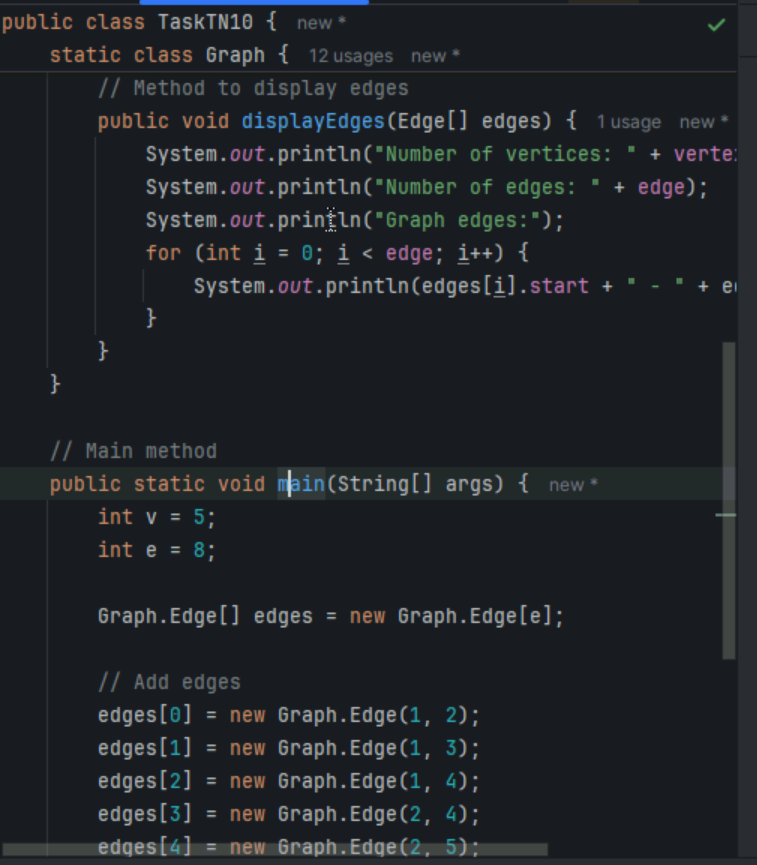 public class TaskTN10 { new *
static class Graph { 12 usages new *
// Method to display edges
public void displayEdges(Edge[] edges) { 1 usage new *
System.out.println("Number of vertices: " + verte
System.out.println("Number of edges: " + edge);
System.out.println("Graph edges:");
for (int i = 0; i < edge; i++) {
System.out.println(edges[i].start + " - " + e
}
}
}
// Main method
public static void main(String[] args) { new *
int v = 5;
int e = 8;
Graph.Edge[] edges = new Graph.Edge[e];
// Add edges
edges[0] = new Graph.Edge(1, 2);
edges[1] = new Graph.Edge(1, 3);
edges[2] = new Graph.Edge(1, 4);
edges[3] = new Graph.Edge(2, 4);
edges[4] = new Graph.Edge(2, 5);